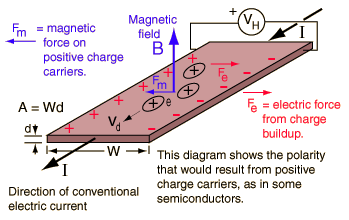 Fm = magnetic
force on
positive charge
carriers.
Magnetic
field
B
+
VH
-
I
Fm
Fe
e
A = Wd
Vd
d
W
I
Fe = electric force
from charge
buildup.
This diagram shows the polarity
that would result from positive
charge carriers, as in some
semiconductors.
Direction of conventional
electric current